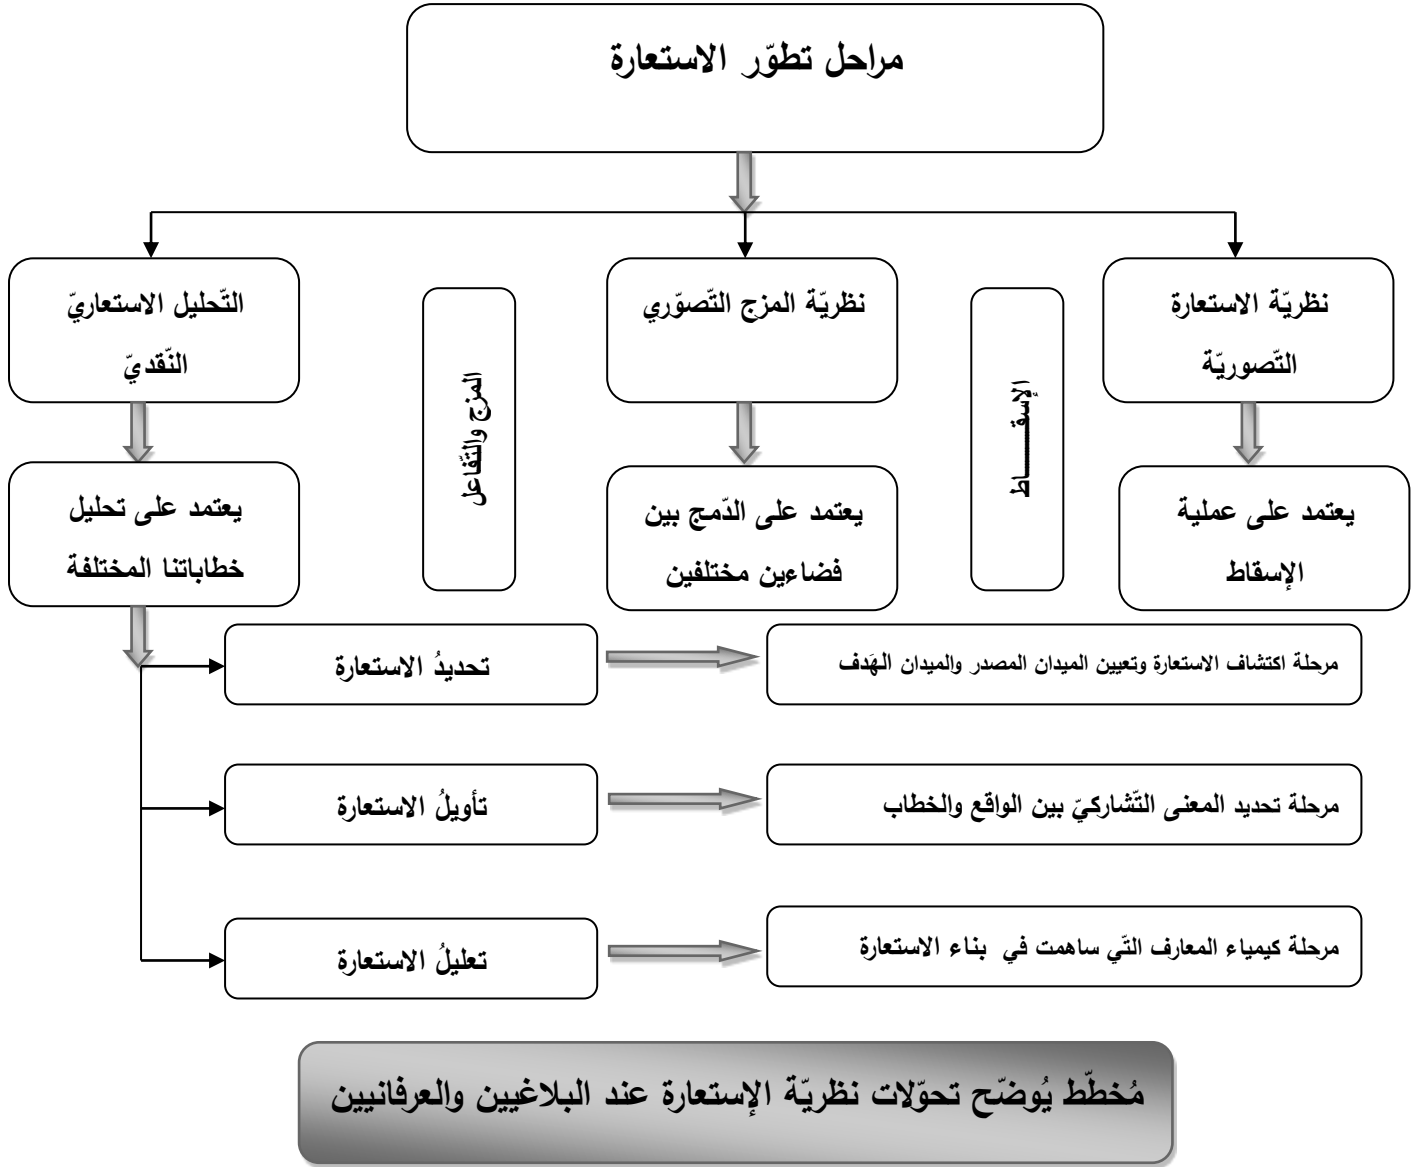 مراحل تطوّر الاستعارة
نظريّة الاستعارة
التّصوريّة
نظريّة المزج التّصوّري
التّحليل الاستعاريّ
النّقديّ
الإسقــــــــاط
المزج والتّفاعل
يعتمد على عملية
الإسقاط
يعتمد على الدّمج بين
فضاءين مختلفين
يعتمد على تحليل
خطاباتنا المختلفة
تحديدُ الاستعارة
مرحلة اكتشاف الاستعارة وتعيين الميدان المصدر والميدان الهَدف
تأويلُ الاستعارة
مرحلة تحديد المعنى التّشاركيّ بين الواقع والخطاب
تعليلُ الاستعارة
مرحلة كيمياء المعارف التّي ساهمت في بناء الاستعارة
مُخطّط يُوضّح تحوّلات نظريّة الإستعارة عند البلاغيين والعرفانيين